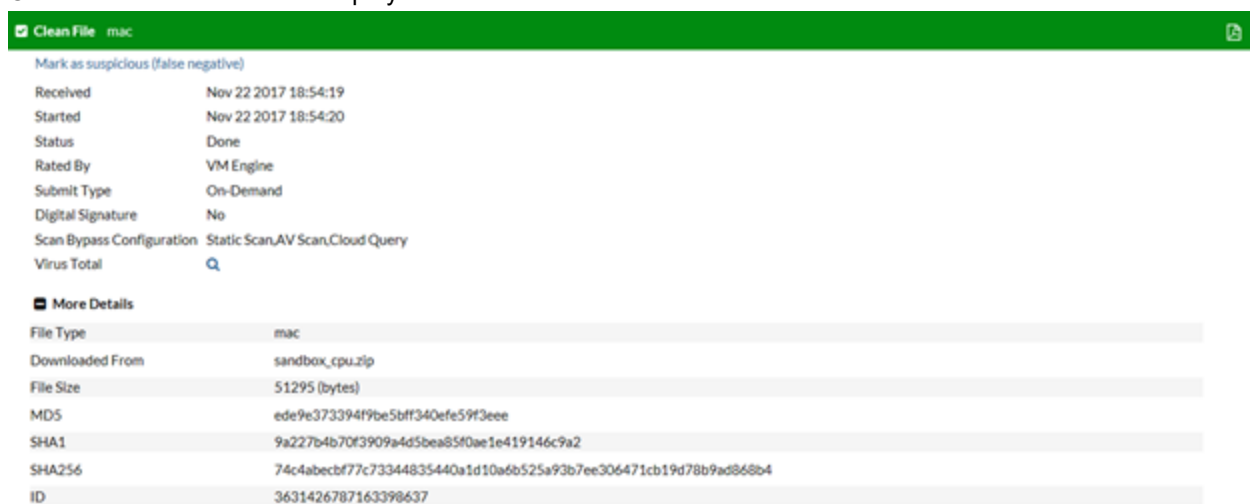 Clean File mac
Mark as suspicious (false negative)
Received Nov 22 2017 18:54:19
Started Nov 22 2017 18:54:20
Status Done
Rated By VM Engine
Submit Type On-Demand
Digital Signature No
Scan Bypass Configuration Static Scan,AV Scan,Cloud Query
Virus Total
More Details
File Type mac
Downloaded From sandbox_cpu.zip
File Size 51295 (bytes)
MD5 ede9e373394f9be5bff340efe59f3eee
SHA1 9a227b4b70f3909a4d5bea85f0ae1e419146c9a2
SHA256 74c4abecbf77c73344835440a1d10a6b525a93b7ee306471cb19d78b9ad868b4
ID 3631426787163398637